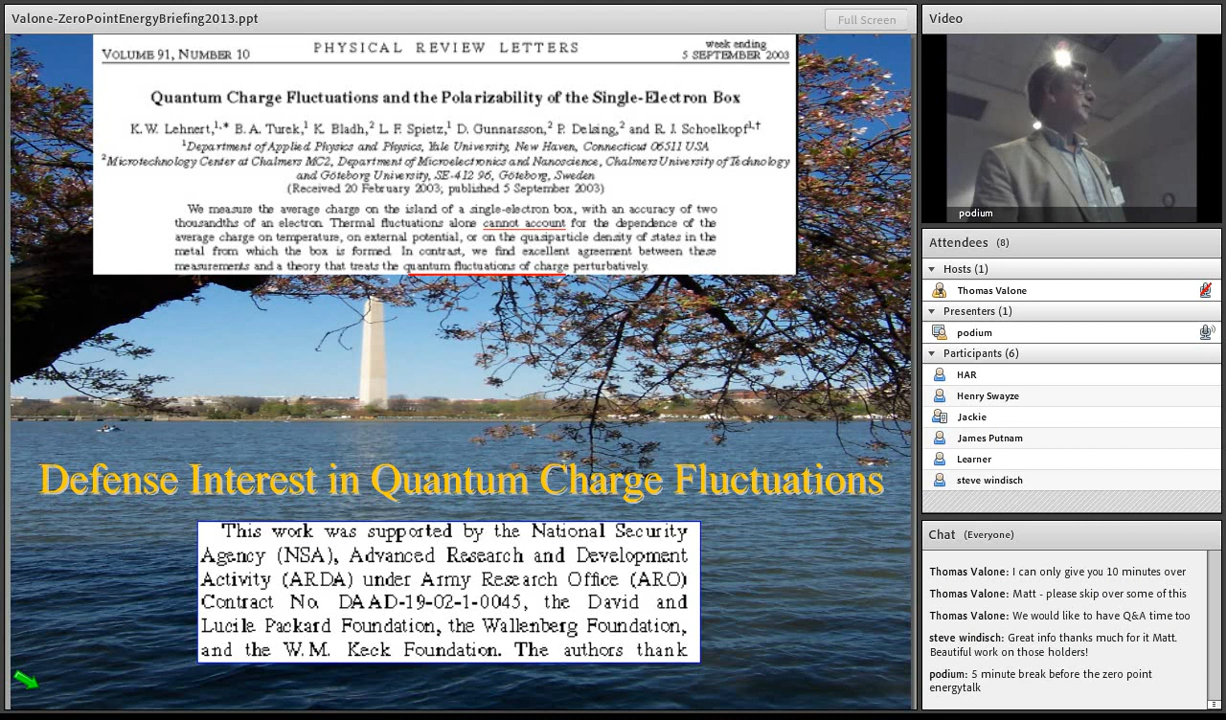 Valone-ZeroPointEnergyBriefing2013.ppt
Full Screen
VOLUME 91, NUMBER 10
PHYSICAL REVIEW LETTERS
week ending
5 SEPTEMBER 2003
Quantum Charge Fluctuations and the Polarizability of the Single-Electron Box
K.W. Lehnert,1,* B. A. Turek,1 K. Bladh,2 L. F. Spietz,1 D. Gunnarsson,2 P. Delsing,2 and R. J. Schoelkopf1,†
1Department of Applied Physics and Physics, Yale University, New Haven, Connecticut 06511 USA
2Microtechnology Center at Chalmers MC2, Department of Microelectronics and Nanoscience, Chalmers University of Technology
and Göteborg University, SE-412 96, Göteborg, Sweden
(Received 20 February 2003; published 5 September 2003)
We measure the average charge on the island of a single-electron box, with an accuracy of two
thousandths of an electron. Thermal fluctuations alone cannot account for the dependence of the
average charge on temperature, on external potential, or on the quasiparticle density of states in the
metal from which the box is formed. In contrast, we find excellent agreement between these
measurements and a theory that treats the quantum fluctuations of charge perturbatively.
Defense Interest in Quantum Charge Fluctuations
This work was supported by the National Security
Agency (NSA), Advanced Research and Development
Activity (ARDA) under Army Research Office (ARO)
Contract No. DAAD-19-02-1-0045, the David and
Lucile Packard Foundation, the Wallenberg Foundation,
and the W.M. Keck Foundation. The authors thank
Video
podium
Attendees (8)
Hosts (1)
Thomas Valone
Presenters (1)
podium
Participants (6)
HAR
Henry Swayze
Jackie
James Putnam
Learner
steve windisch
Chat (Everyone)
Thomas Valone: I can only give you 10 minutes over
Thomas Valone: Matt - please skip over some of this
Thomas Valone: We would like to have Q&A time too
steve windisch: Great info thanks much for it Matt.
Beautiful work on those holders!
podium: 5 minute break before the zero point
energytalk